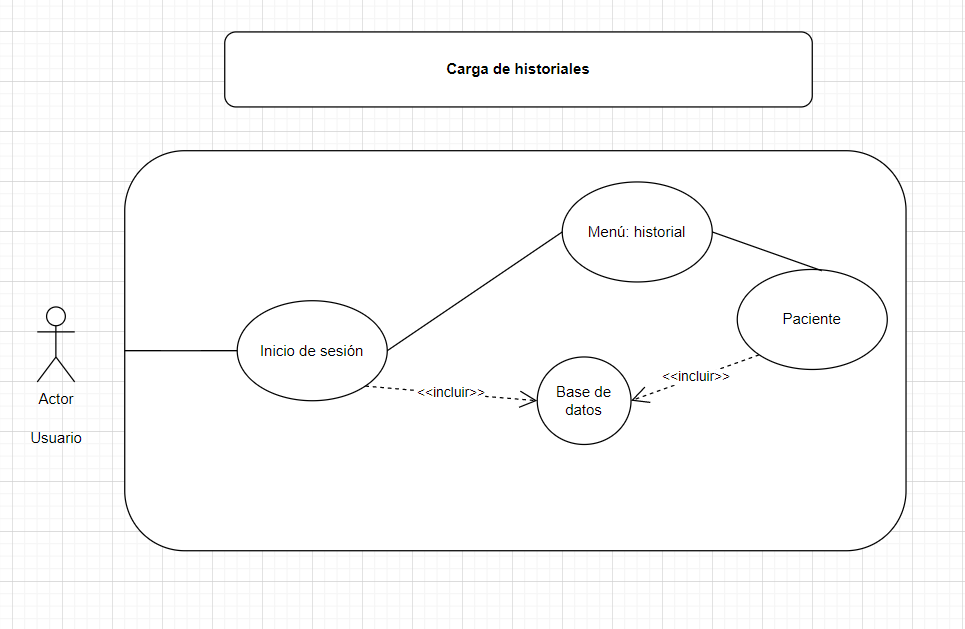 Carga de historiales
Menú: historial
Paciente
Inicio de sesión
<<incluir>>
<<incluir>>
Base de
datos
Actor
Usuario